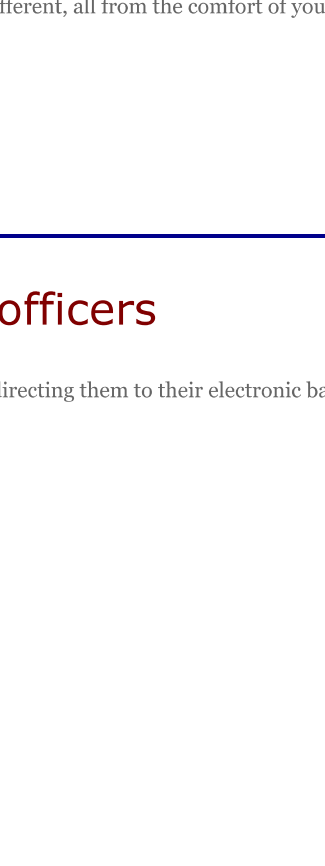 fferent, all from the comfort of you
officers
directing them to their electronic ba